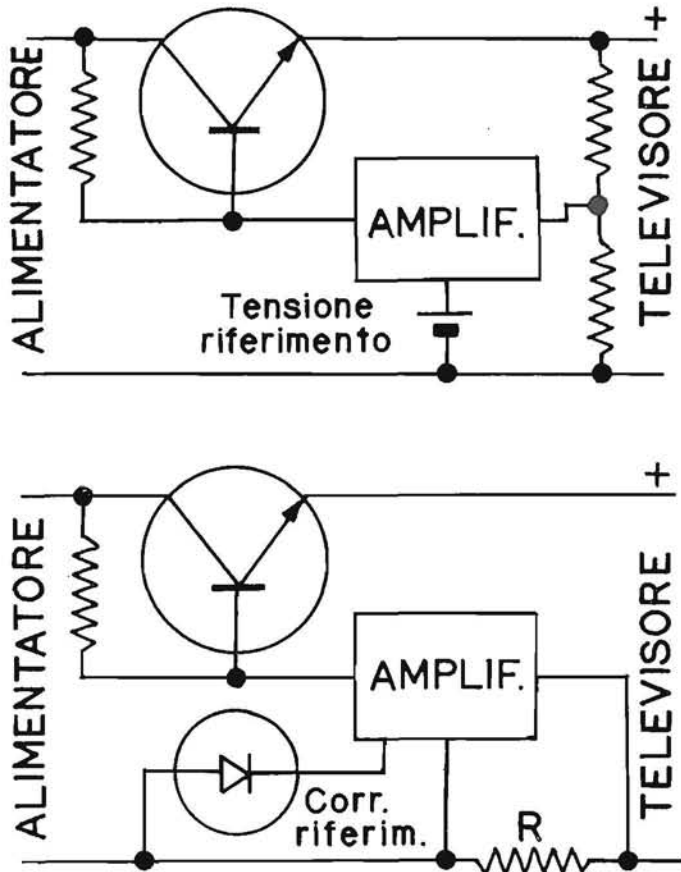 ALIMENTATORE
+
TELEVISORE
AMPLIF.
Tensione
riferimento
ALIMENTATORE
+
TELEVISORE
AMPLIF.
Corr.
riferim.
R